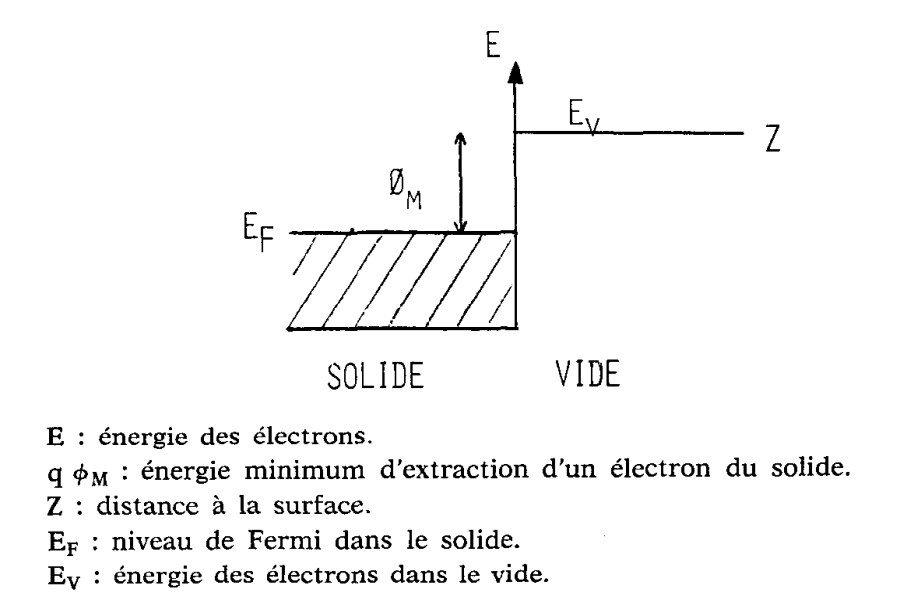 E
E_V
Z
Ø_M
E_F
SOLIDE VIDE
E : énergie des électrons.
q ϕ_M : énergie minimum d'extraction d'un électron du solide.
Z : distance à la surface.
E_F : niveau de Fermi dans le solide.
E_V : énergie des électrons dans le vide.